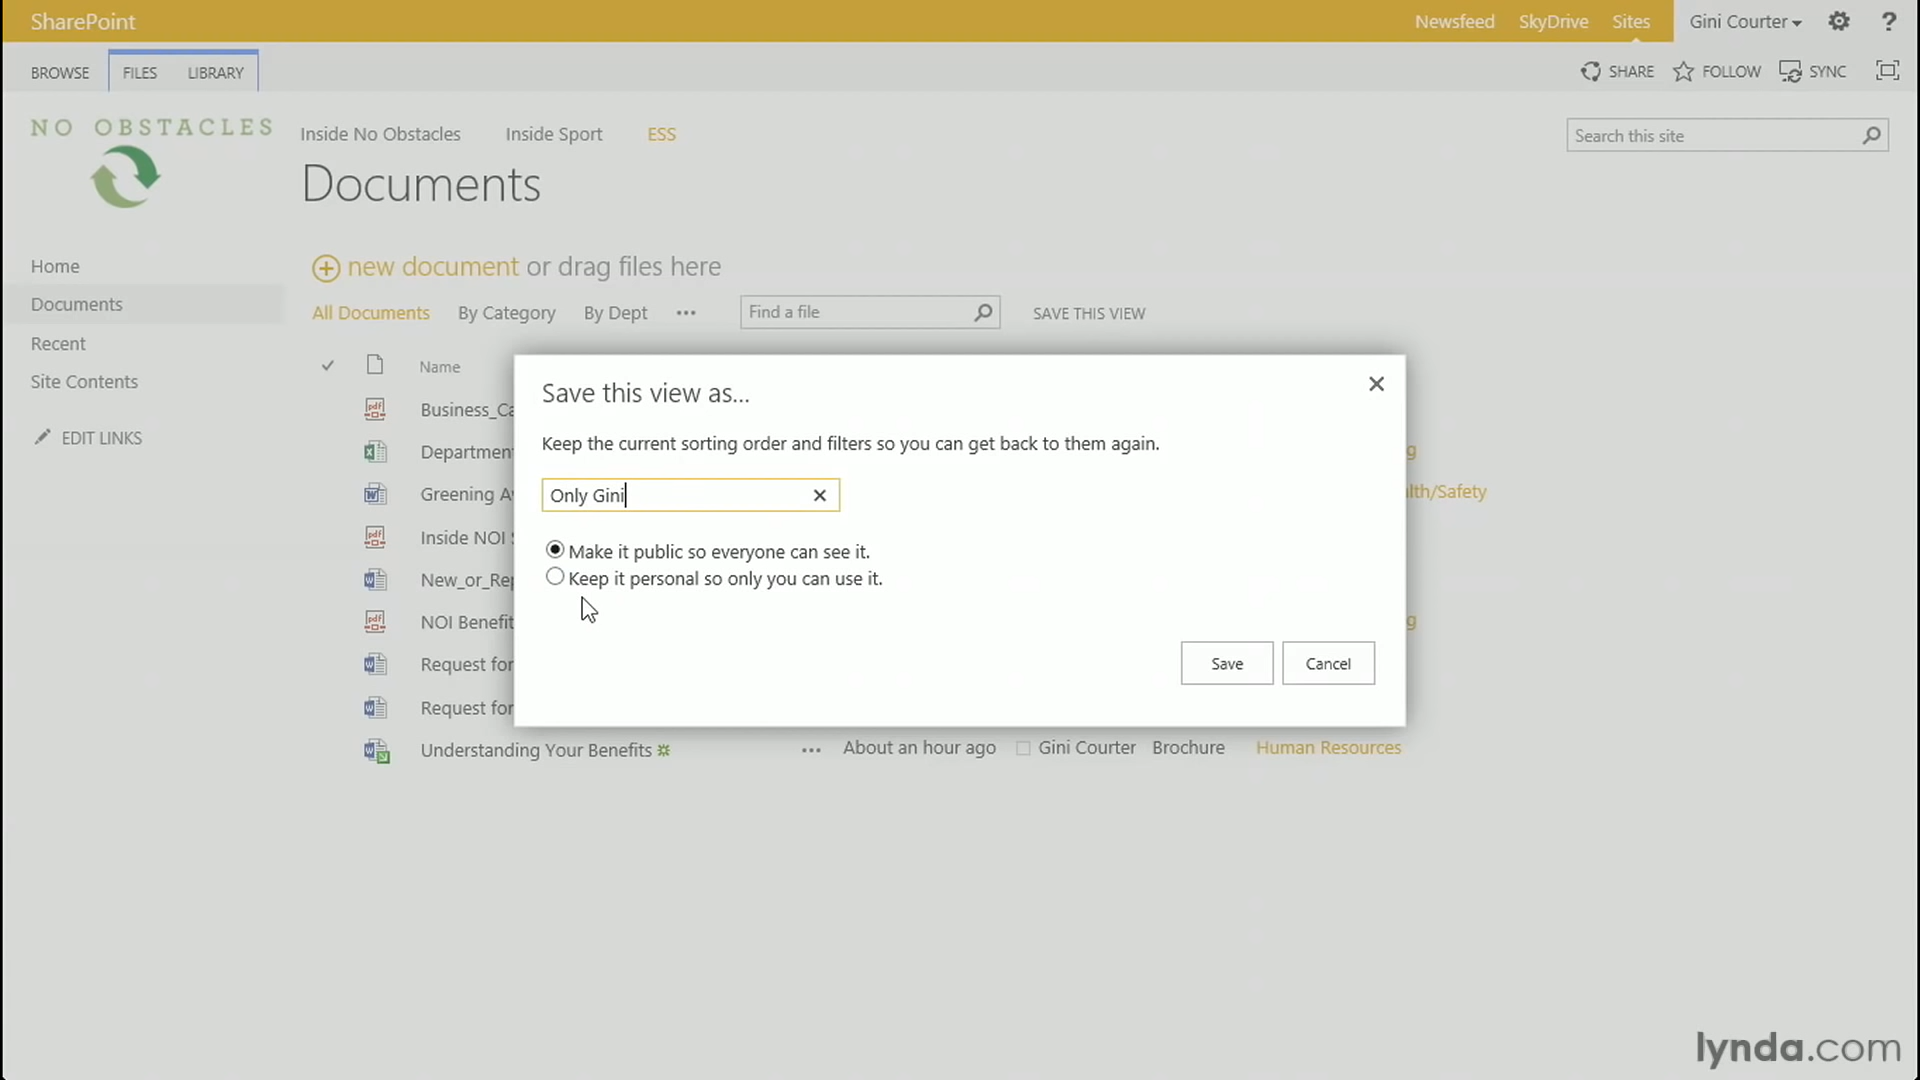 SharePoint
Newsfeed SkyDrive Sites Gini Courter ?
BROWSE FILES LIBRARY
SHARE FOLLOW SYNC
NO OBSTACLES
Inside No Obstacles Inside Sport ESS
Search this site
Documents
Home
Documents
Recent
Site Contents
EDIT LINKS
+ new document or drag files here
All Documents By Category By Dept ... Find a file SAVE THIS VIEW
Name
Business_Ca
Department
Greening Aw
lth/Safety
Inside NOI S
New_or_Rep
NOI Benefit
Request for
Request for
Understanding Your Benefits ... About an hour ago Gini Courter Brochure Human Resources
Save this view as...
Keep the current sorting order and filters so you can get back to them again.
Only Gini
Make it public so everyone can see it.
Keep it personal so only you can use it.
Save Cancel
lynda.com